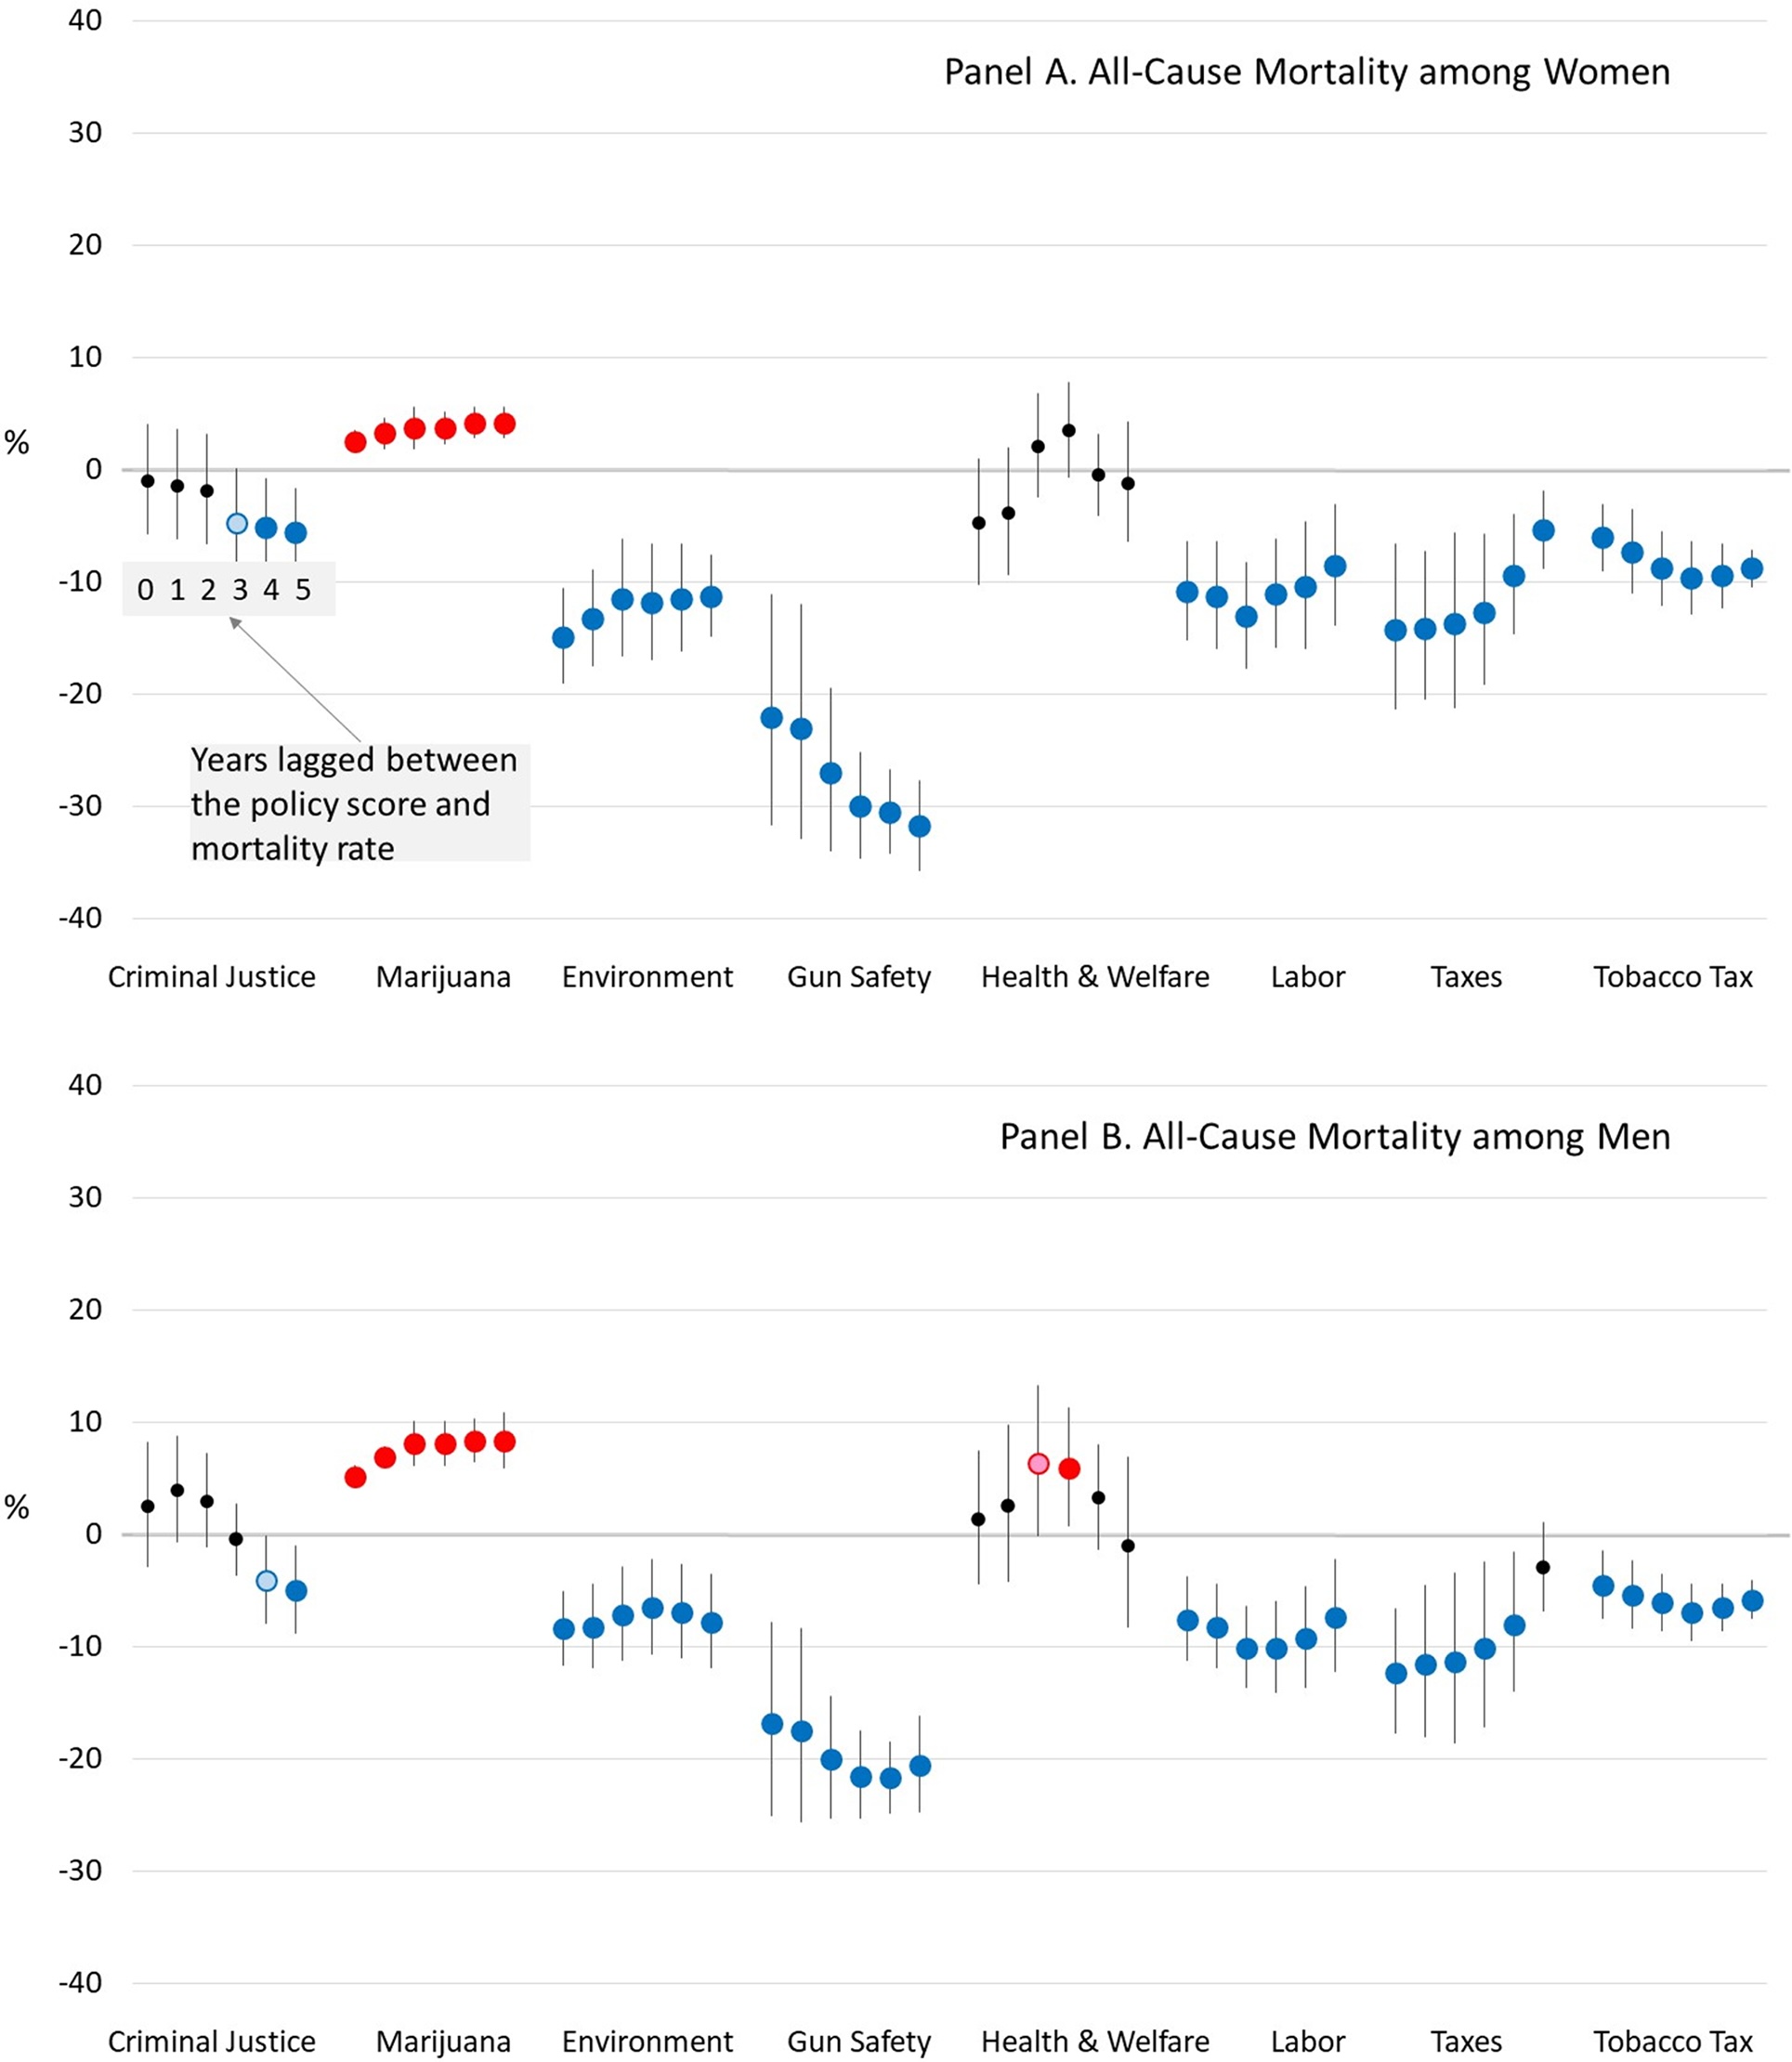 40
Panel A. All-Cause Mortality among Women
30
20
10
%
0
0 1 2 3 4 5
-10
-20
Years lagged between
the policy score and
mortality rate
-30
-40
Criminal Justice Marijuana Environment Gun Safety Health & Welfare Labor Taxes Tobacco Tax
40
Panel B. All-Cause Mortality among Men
30
20
10
%
0
-10
-20
-30
-40
Criminal Justice Marijuana Environment Gun Safety Health & Welfare Labor Taxes Tobacco Tax